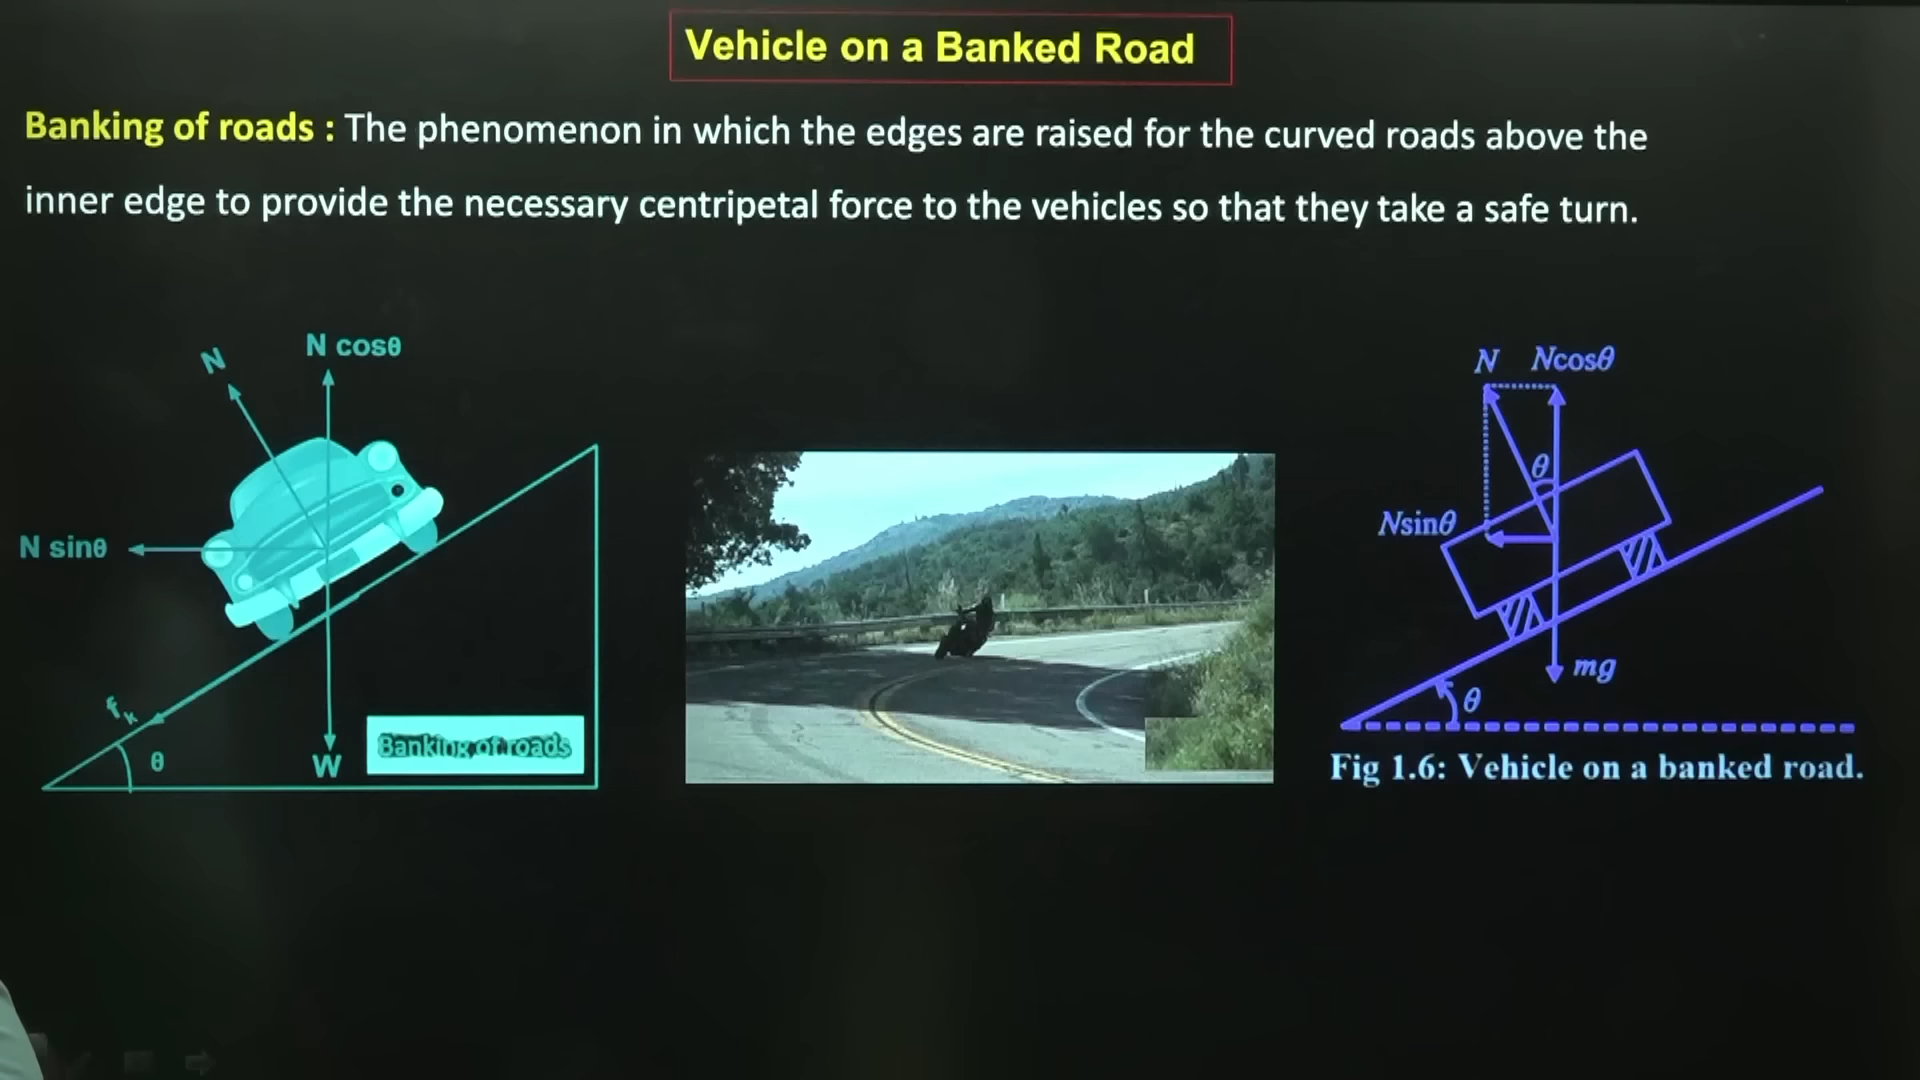 Vehicle on a Banked Road
Banking of roads : The phenomenon in which the edges are raised for the curved roads above the
inner edge to provide the necessary centripetal force to the vehicles so that they take a safe turn.
N
N cosθ
N sinθ
fk
θ
W
Banking of roads
N
Ncosθ
θ
Nsinθ
mg
θ
Fig 1.6: Vehicle on a banked road.